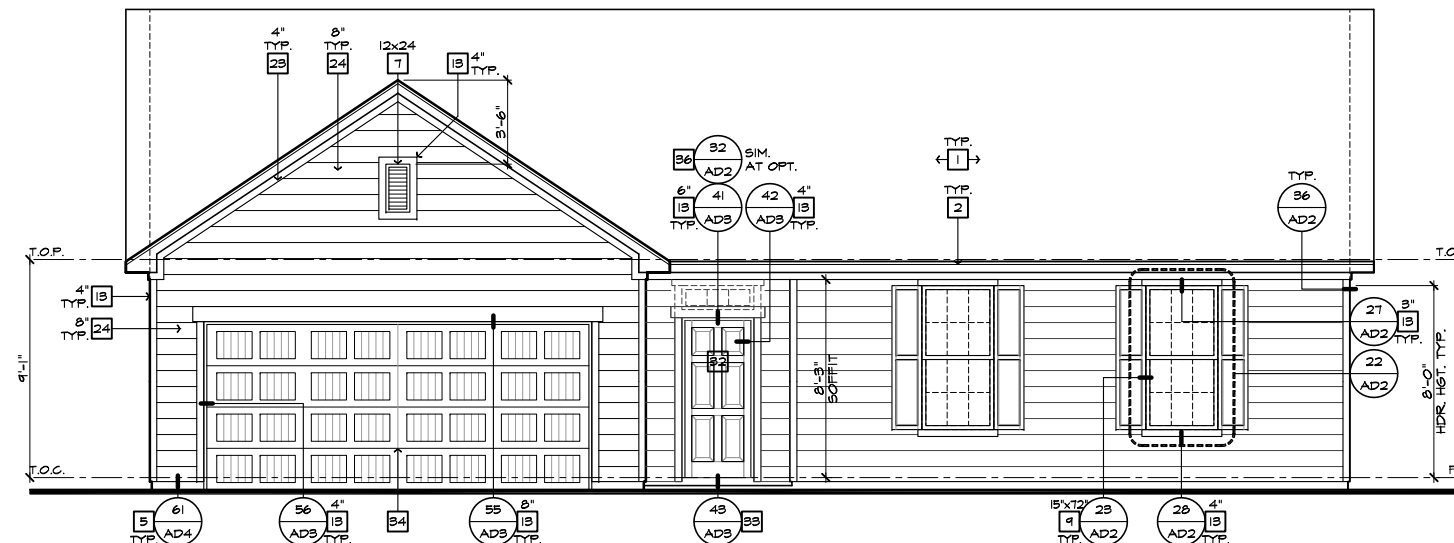 4"
TYP.
23
8"
TYP.
24
12x24
7
13
4"
TYP.
3'-6"
36
32
AD2
SIM.
AT OPT.
6"
13
TYP.
41
AD3
42
AD3
4"
13
TYP.
TYP.
1
TYP.
2
TYP.
36
AD2
T.O.P.
T.O
4"
TYP.
13
8"
TYP.
24
9'-1"
T.O.C.
32
8'-3"
SOFFIT
27
AD2
3"
13
TYP.
22
AD2
8'-0"
HDR. HGT. TYP.
F
5
TYP.
61
AD4
56
AD3
4"
13
TYP.
34
55
AD3
8"
13
TYP.
43
AD3
33
15"x72"
9
TYP.
23
AD2
28
AD2
4"
13
TYP.